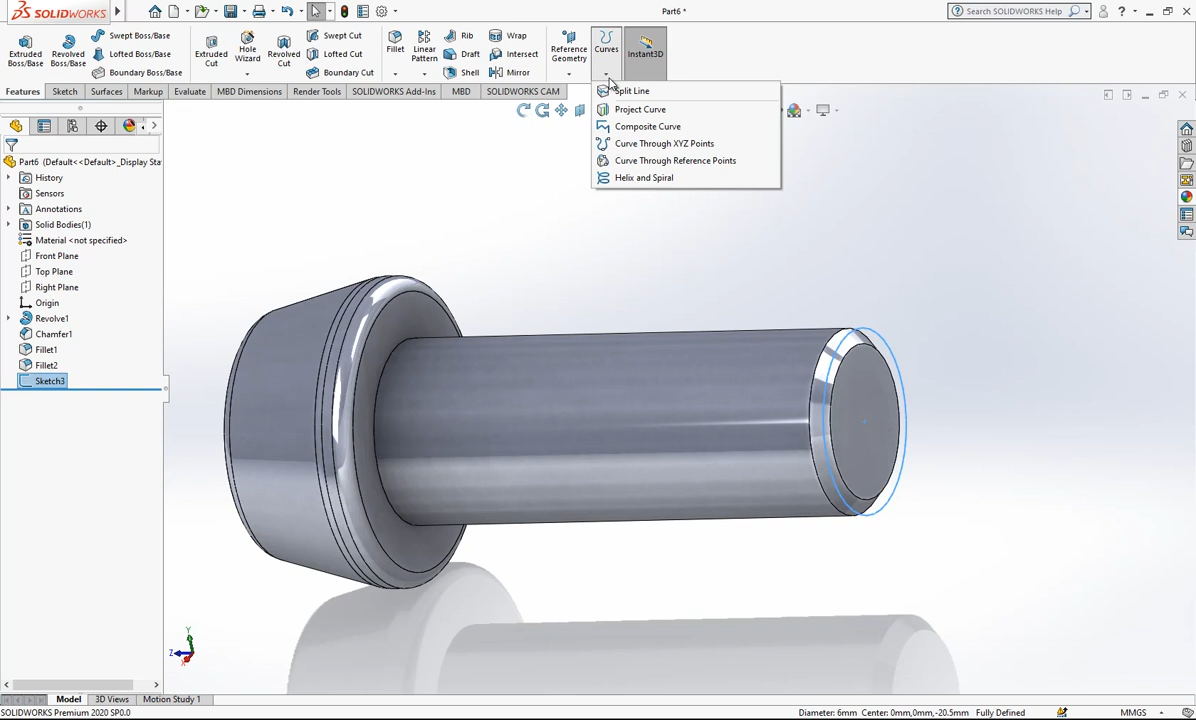 SOLIDWORKS
Part6 *
Search SOLIDWORKS Help
Extruded Boss/Base
Revolved Boss/Base
Swept Boss/Base
Lofted Boss/Base
Boundary Boss/Base
Extruded Cut
Hole Wizard
Revolved Cut
Swept Cut
Lofted Cut
Boundary Cut
Fillet
Linear Pattern
Rib
Draft
Shell
Wrap
Intersect
Mirror
Reference Geometry
Curves
Instant3D
Features
Sketch
Surfaces
Markup
Evaluate
MBD Dimensions
Render Tools
SOLIDWORKS Add-Ins
MBD
SOLIDWORKS CAM
Split Line
Project Curve
Composite Curve
Curve Through XYZ Points
Curve Through Reference Points
Helix and Spiral
Part6 (Default<<Default>_Display Sta
History
Sensors
Annotations
Solid Bodies(1)
Material <not specified>
Front Plane
Top Plane
Right Plane
Origin
Revolve1
Chamfer1
Fillet1
Fillet2
Sketch3
Y
Z
X
Model
3D Views
Motion Study 1
SOLIDWORKS Premium 2020 SP0.0
Diameter: 6mm Center: 0mm,0mm,-20.5mm Fully Defined
MMGS